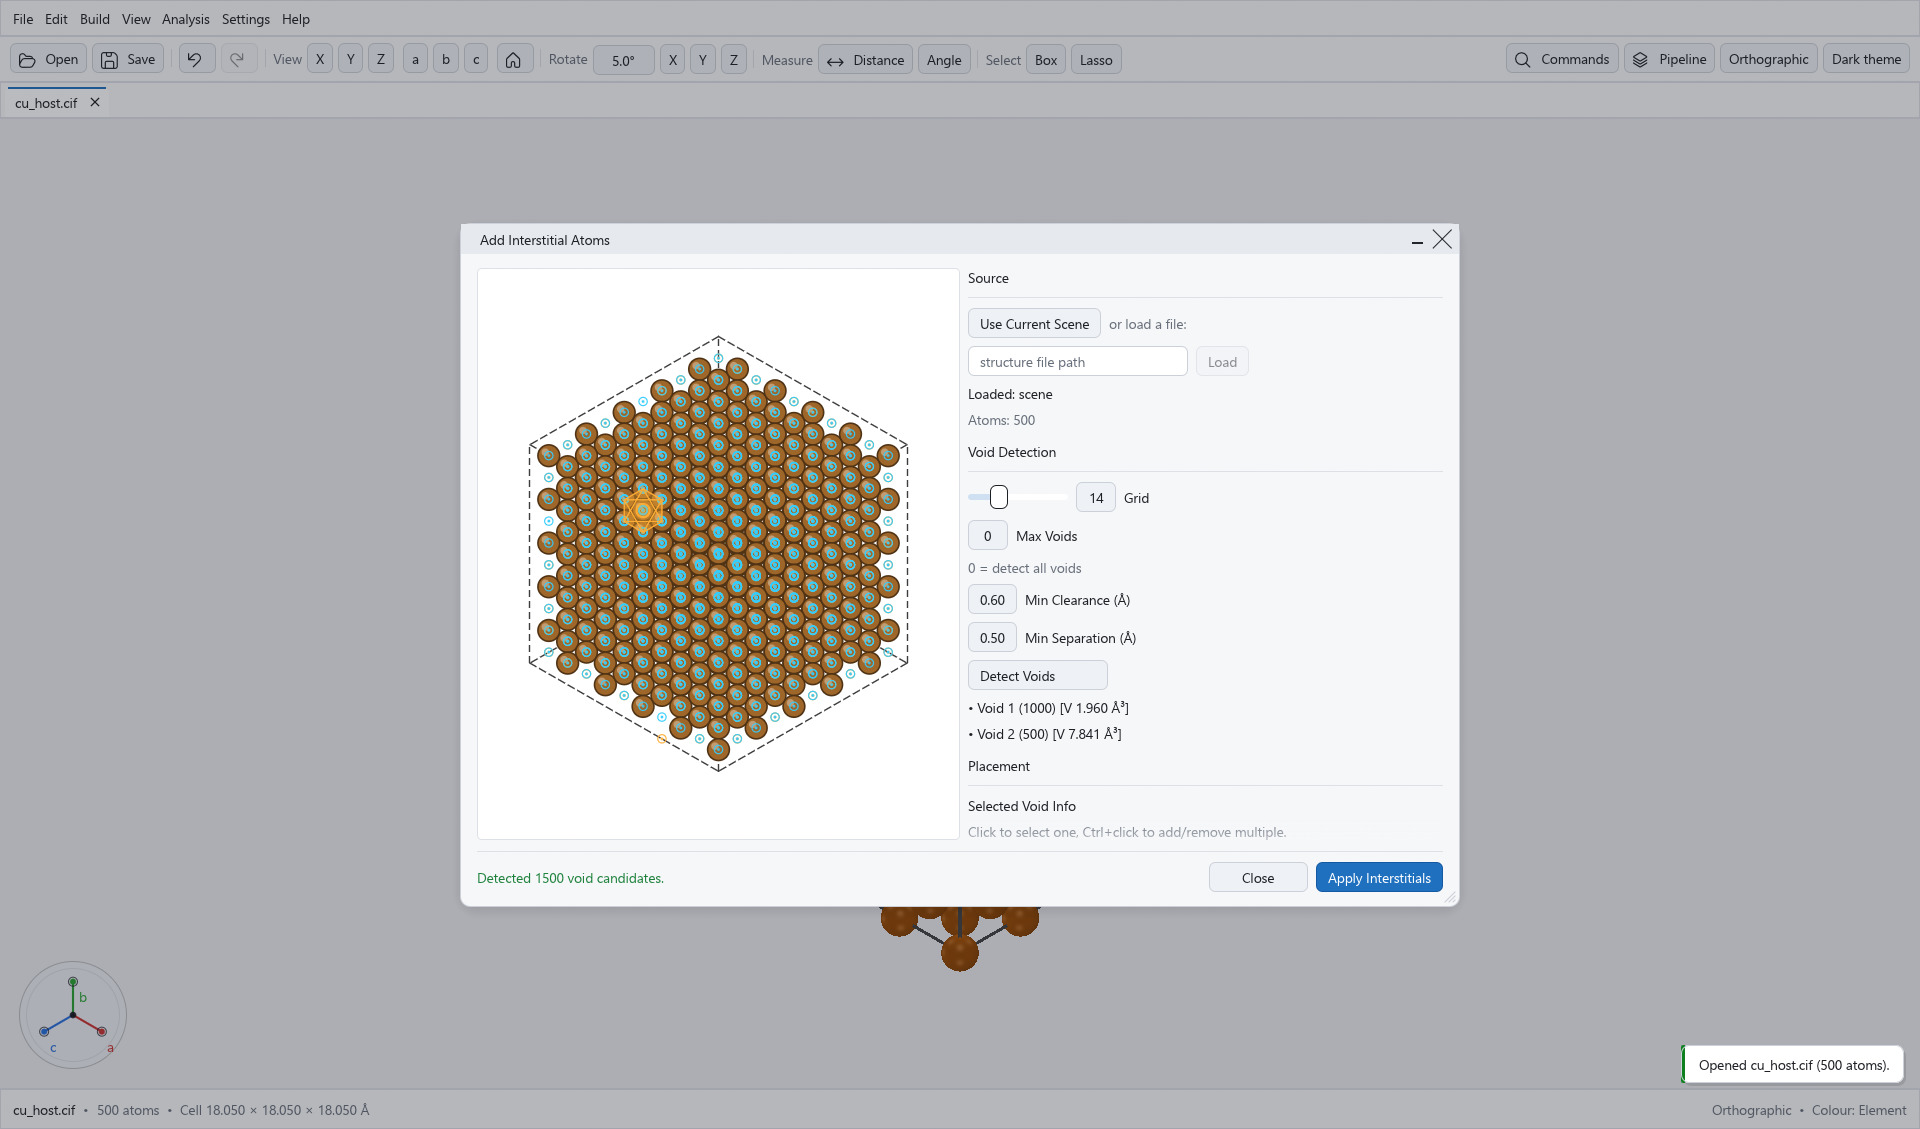 File Edit Build View Analysis Settings Help
Open Save View X Y Z a b c Rotate 5.0° X Y Z Measure Distance Angle Select Box Lasso Commands Pipeline Orthographic Dark theme
cu_host.cif
Add Interstitial Atoms
Source
Use Current Scene or load a file:
structure file path Load
Loaded: scene
Atoms: 500
Void Detection
14 Grid
0 Max Voids
0 = detect all voids
0.60 Min Clearance (Å)
0.50 Min Separation (Å)
Detect Voids
• Void 1 (1000) [V 1.960 Å³]
• Void 2 (500) [V 7.841 Å³]
Placement
Selected Void Info
Click to select one, Ctrl+click to add/remove multiple.
Detected 1500 void candidates.
Close Apply Interstitials
b
c a
Opened cu_host.cif (500 atoms).
cu_host.cif • 500 atoms • Cell 18.050 × 18.050 × 18.050 Å
Orthographic • Colour: Element